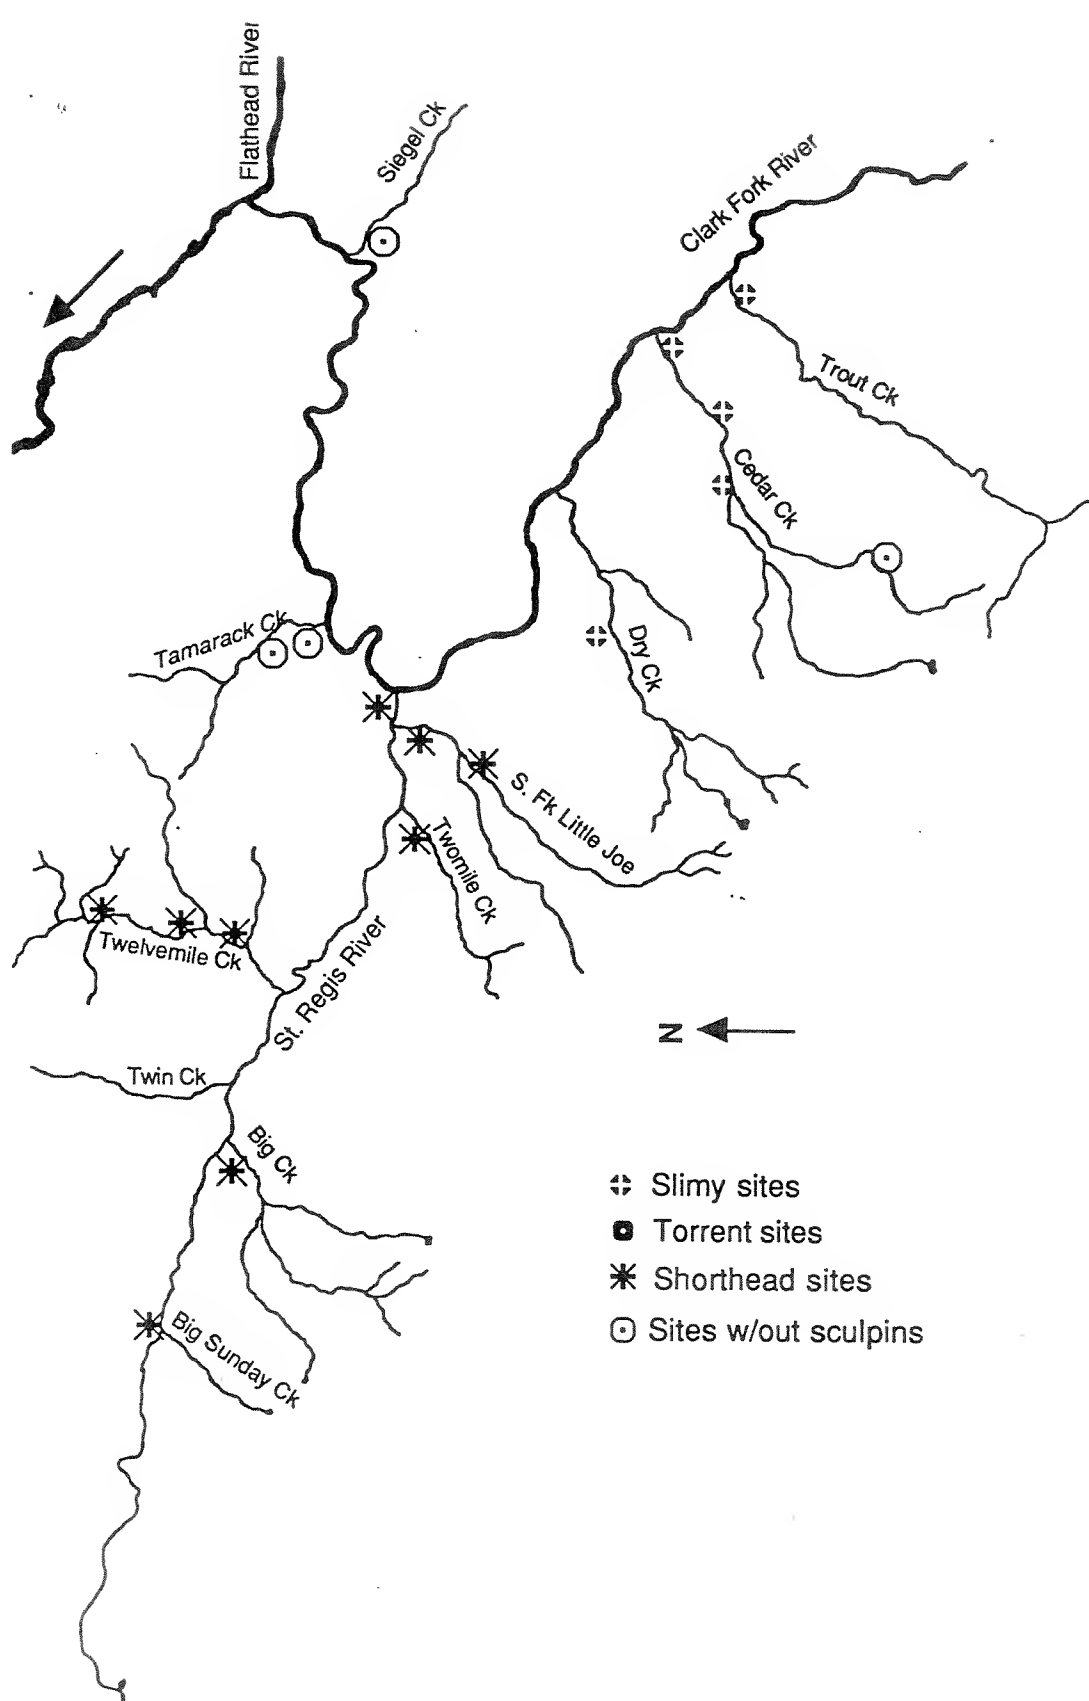 Flathead River
Siegel Ck
Clark Fork River
Trout Ck
Cedar Ck
Tamarack Ck
Dry Ck
S. Fk Little Joe
Twomile Ck
Twelvemile Ck
St. Regis River
N
Twin Ck
Big Ck
Slimy sites
Torrent sites
Shorthead sites
Sites w/out sculpins
Big Sunday Ck